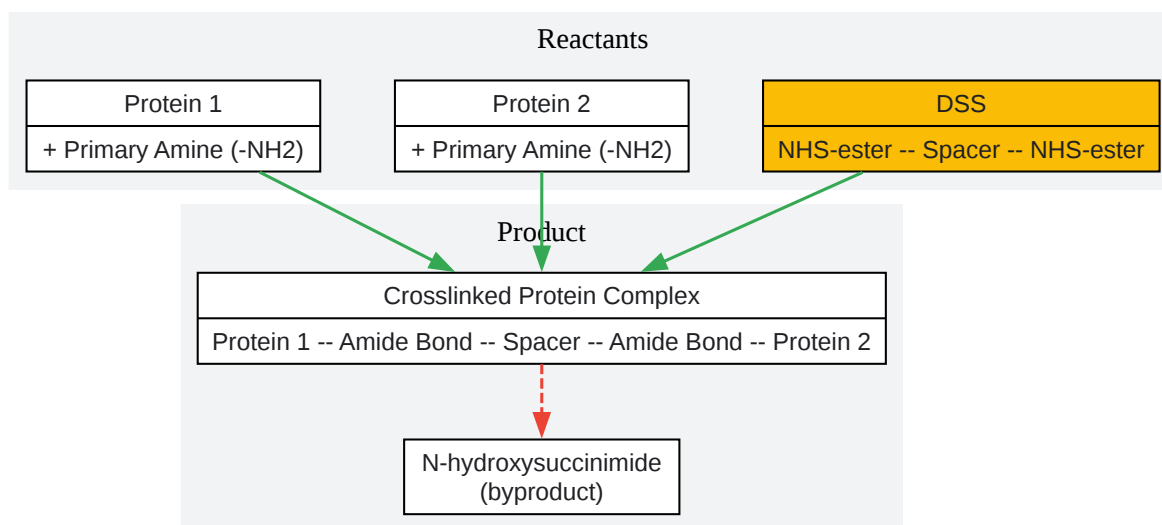 Reactants
Protein 1
+ Primary Amine (-NH2)
Protein 2
+ Primary Amine (-NH2)
DSS
NHS-ester -- Spacer -- NHS-ester
Product
Crosslinked Protein Complex
Protein 1 -- Amide Bond -- Spacer -- Amide Bond -- Protein 2
N-hydroxysuccinimide
(byproduct)